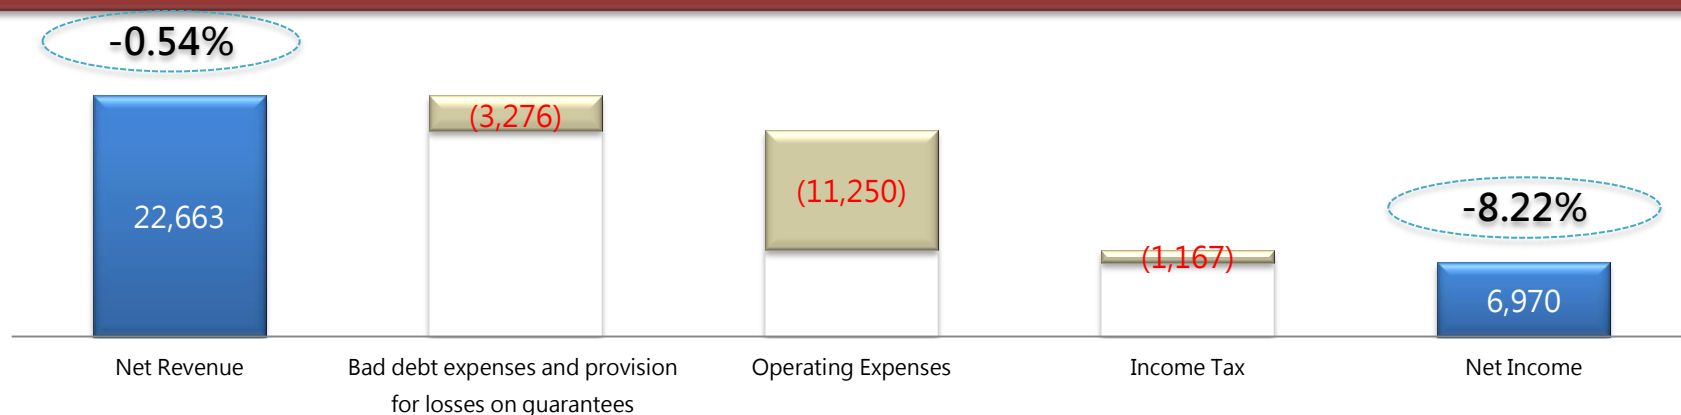 -0.54%
(3,276)
(11,250)
22,663
-8.22%
(1,167)
6,970
Net Revenue
Bad debt expenses and provision
for losses on guarantees
Operating Expenses
Income Tax
Net Income